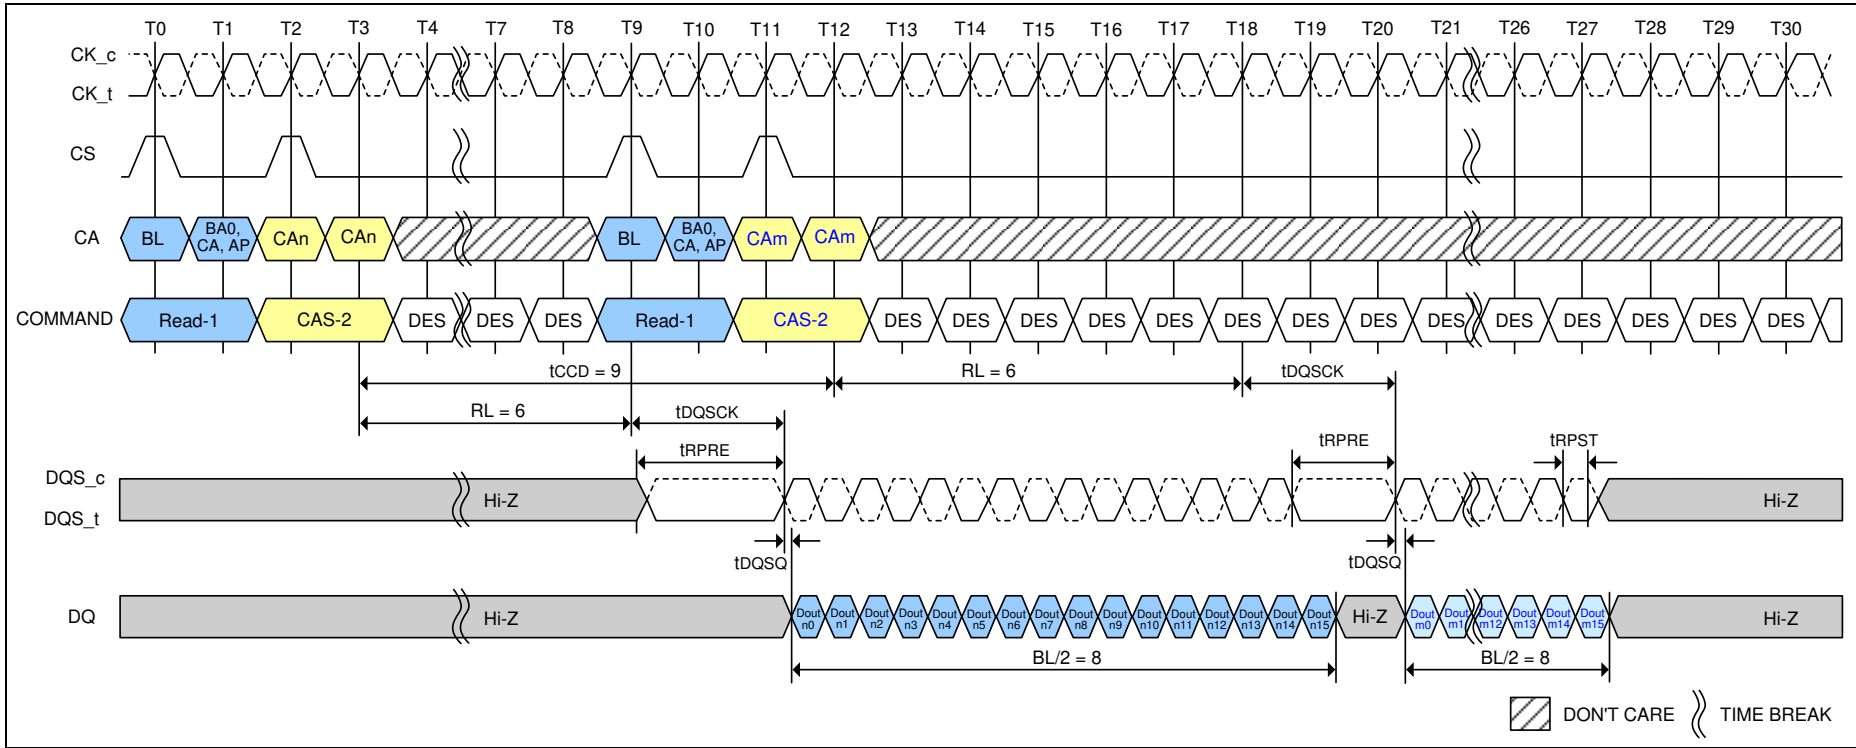 T0 T1 T2 T3 T4 T7 T8 T9 T10 T11 T12 T13 T14 T15 T16 T17 T18 T19 T20 T21 T26 T27 T28 T29 T30
CK_c
CK_t
CS
CA BL BA0, CA, AP CAn CAn BL BA0, CA, AP CAm CAm
COMMAND Read-1 CAS-2 DES DES DES Read-1 CAS-2 DES DES DES DES DES DES DES DES DES DES DES DES DES DES
tCCD = 9 RL = 6 tDQSCK
RL = 6 tDQSCK
tRPRE tRPRE tRPST
DQS_c
Hi-Z Hi-Z
DQS_t
tDQSQ tDQSQ
DQ Hi-Z Dout n0 Dout n1 Dout n2 Dout n3 Dout n4 Dout n5 Dout n6 Dout n7 Dout n8 Dout n9 Dout n10 Dout n11 Dout n12 Dout n13 Dout n14 Dout n15 Hi-Z Dout m0 Dout m1 Dout m12 Dout m13 Dout m14 Dout m15 Hi-Z
BL/2 = 8 BL/2 = 8
DON'T CARE TIME BREAK